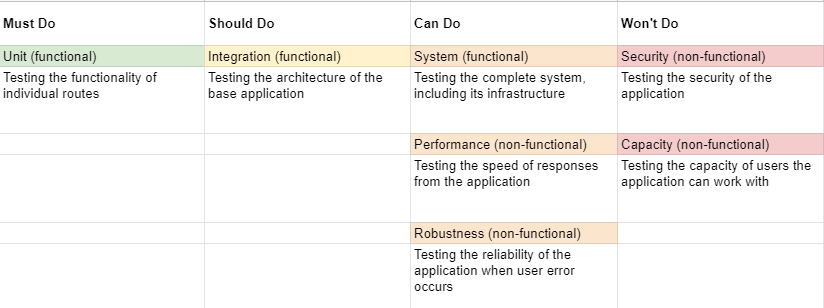 Must Do
Should Do
Can Do
Won't Do
Unit (functional)
Integration (functional)
System (functional)
Security (non-functional)
Testing the functionality of
individual routes
Testing the architecture of the
base application
Testing the complete system,
including its infrastructure
Testing the security of the
application
Performance (non-functional)
Capacity (non-functional)
Testing the speed of responses
from the application
Testing the capacity of users the
application can work with
Robustness (non-functional)
Testing the reliability of the
application when user error
occurs